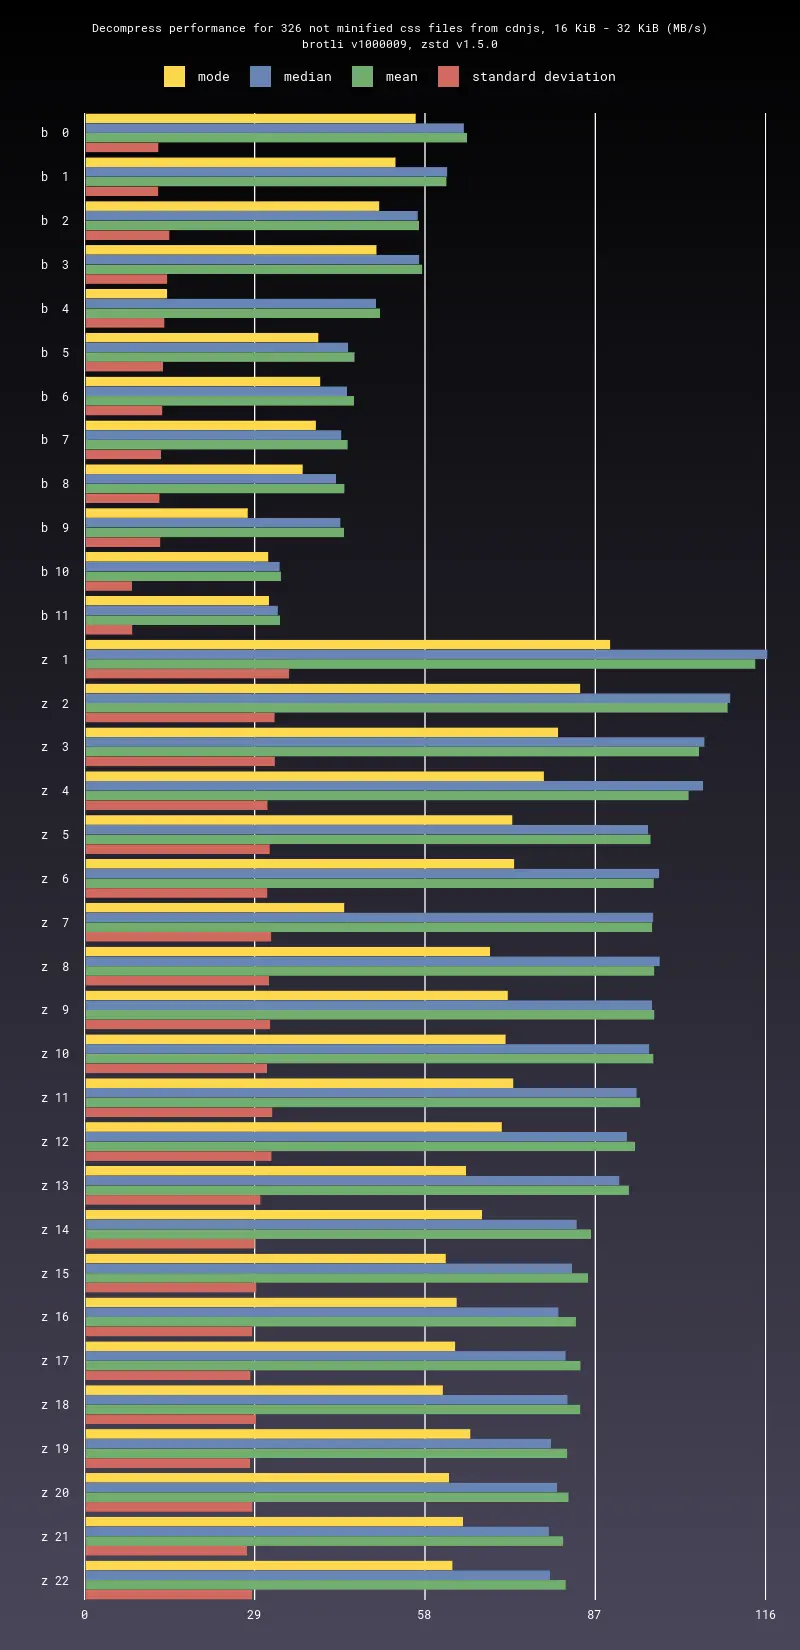 Decompress performance for 326 not minified css files from cdnjs, 16 KiB - 32 KiB (MB/s)
brotli v1000009, zstd v1.5.0
mode median mean standard deviation
b 0
b 1
b 2
b 3
b 4
b 5
b 6
b 7
b 8
b 9
b 10
b 11
z 1
z 2
z 3
z 4
z 5
z 6
z 7
z 8
z 9
z 10
z 11
z 12
z 13
z 14
z 15
z 16
z 17
z 18
z 19
z 20
z 21
z 22
0 29 58 87 116